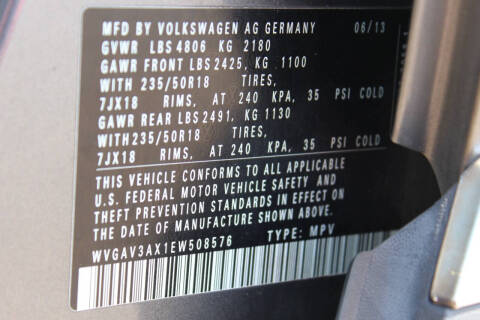 MFD BY VOLKSWAGEN AG GERMANY 06/13
GVWR LBS 4806 KG 2180
GAWR FRONT LBS 2425, KG 1100
WITH 235/50R18 TIRES,
7JX18 RIMS, AT 240 KPA, 35 PSI COLD
GAWR REAR LBS 2491, KG 1130
WITH 235/50R18 TIRES,
7JX18 RIMS, AT 240 KPA, 35 PSI COLD
THIS VEHICLE CONFORMS TO ALL APPLICABLE
U.S. FEDERAL MOTOR VEHICLE SAFETY AND
THEFT PREVENTION STANDARDS IN EFFECT ON
THE DATE OF MANUFACTURE SHOWN ABOVE.
WVGAV3AX1EW508576 TYPE: MPV